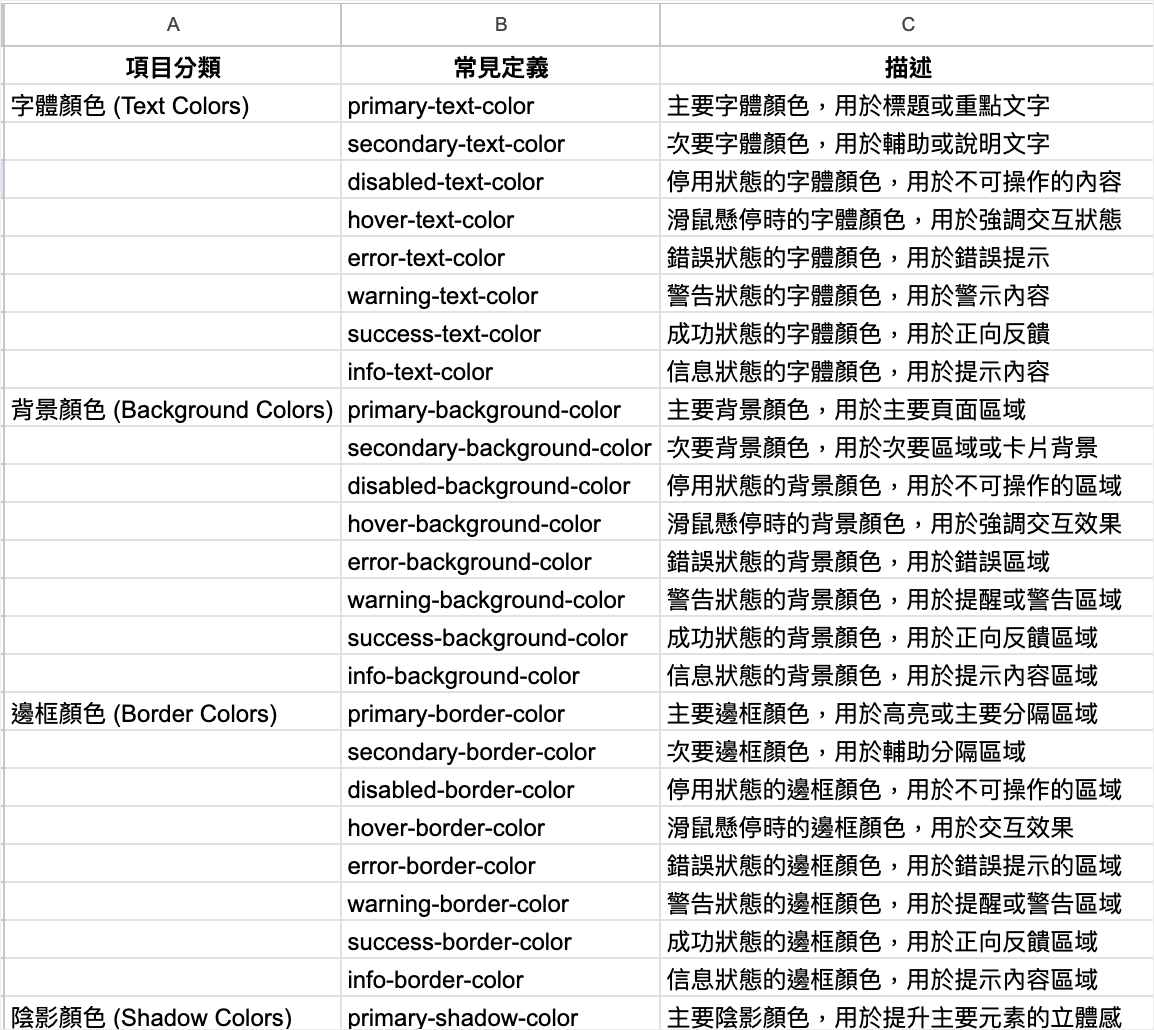 A B C
項目分類 常見定義 描述
字體顏色 (Text Colors) primary-text-color 主要字體顏色，用於標題或重點文字
secondary-text-color 次要字體顏色，用於輔助或說明文字
disabled-text-color 停用狀態的字體顏色，用於不可操作的內容
hover-text-color 滑鼠懸停時的字體顏色，用於強調交互狀態
error-text-color 錯誤狀態的字體顏色，用於錯誤提示
warning-text-color 警告狀態的字體顏色，用於警示內容
success-text-color 成功狀態的字體顏色，用於正向反饋
info-text-color 信息狀態的字體顏色，用於提示內容
背景顏色 (Background Colors) primary-background-color 主要背景顏色，用於主要頁面區域
secondary-background-color 次要背景顏色，用於次要區域或卡片背景
disabled-background-color 停用狀態的背景顏色，用於不可操作的區域
hover-background-color 滑鼠懸停時的背景顏色，用於強調交互效果
error-background-color 錯誤狀態的背景顏色，用於錯誤區域
warning-background-color 警告狀態的背景顏色，用於提醒或警告區域
success-background-color 成功狀態的背景顏色，用於正向反饋區域
info-background-color 信息狀態的背景顏色，用於提示內容區域
邊框顏色 (Border Colors) primary-border-color 主要邊框顏色，用於高亮或主要分隔區域
secondary-border-color 次要邊框顏色，用於輔助分隔區域
disabled-border-color 停用狀態的邊框顏色，用於不可操作的區域
hover-border-color 滑鼠懸停時的邊框顏色，用於交互效果
error-border-color 錯誤狀態的邊框顏色，用於錯誤提示的區域
warning-border-color 警告狀態的邊框顏色，用於提醒或警告區域
success-border-color 成功狀態的邊框顏色，用於正向反饋區域
info-border-color 信息狀態的邊框顏色，用於提示內容區域
陰影顏色 (Shadow Colors) primary-shadow-color 主要陰影顏色，用於提升主要元素的立體感